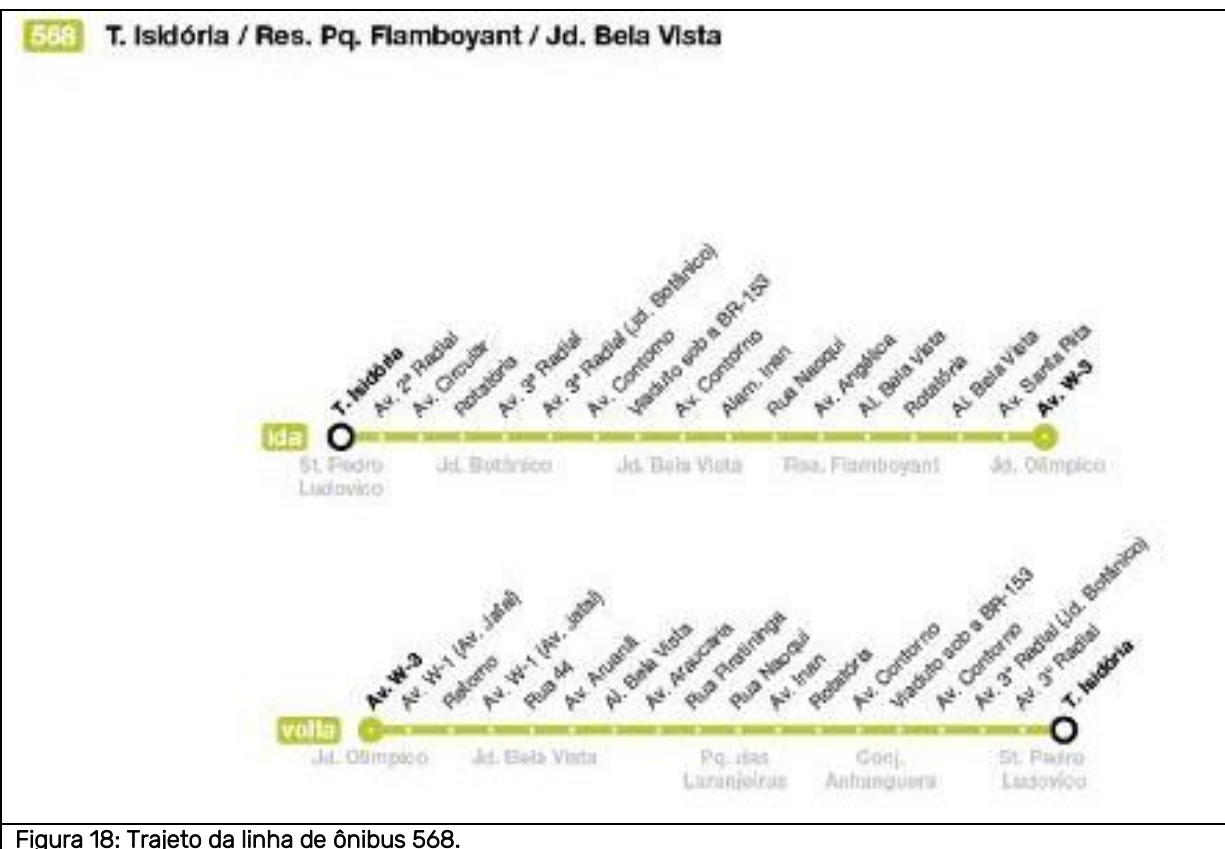 568 T. Isidória / Res. Pq. Flamboyant / Jd. Bela Vista
T. Isidória
Av. 2ª Radial
Av. Circular
Rotatória
Av. 3ª Radial
Av. 3ª Radial (Jd. Botânico)
Av. Contorno
Viaduto sob a BR-153
Av. Contorno
Alam. Inan
Rua Naoqui
Av. Angélica
Al. Bela Vista
Rotatória
Al. Bela Vista
Av. Santa Rita
Av. W-3
ida
St. Pedro
Ludovico
Jd. Botânico
Jd. Bela Vista
Res. Flamboyant
Jd. Olímpico
Av. W-3
Av. W-1 (Av. Jataí)
Retorno
Av. W-1 (Av. Jataí)
Rua 44
Av. Aruanã
Al. Bela Vista
Av. Araucaria
Rua Piratininga
Rua Naoqui
Av. Inan
Rotatória
Av. Contorno
Viaduto sob a BR-153
Av. Contorno
Av. 3ª Radial (Jd. Botânico)
Av. 3ª Radial
T. Isidória
volta
Jd. Olímpico
Jd. Bela Vista
Pq. das
Laranjeiras
Conj.
Anhanguera
St. Pedro
Ludovico
Figura 18: Trajeto da linha de ônibus 568.